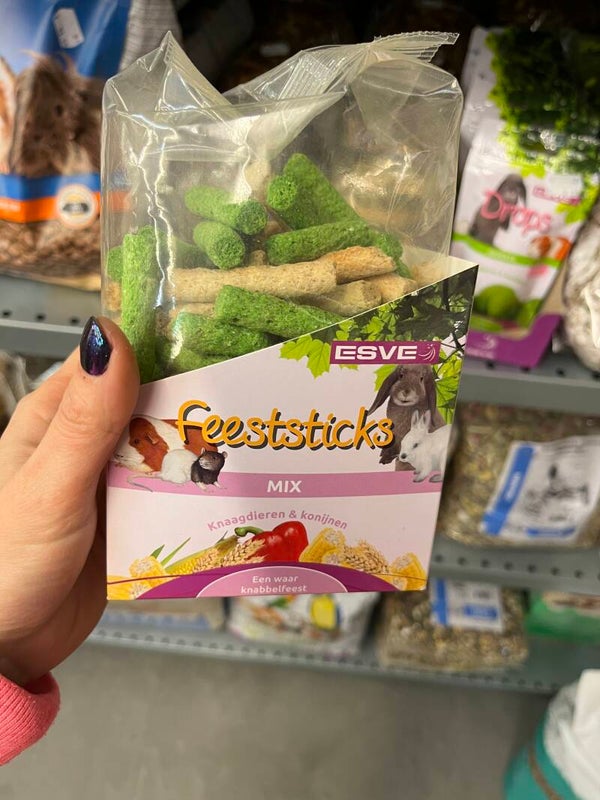 Drops
ESVE
Feeststicks
MIX
Knaagdieren & konijnen
Een waar
knabbelfeest